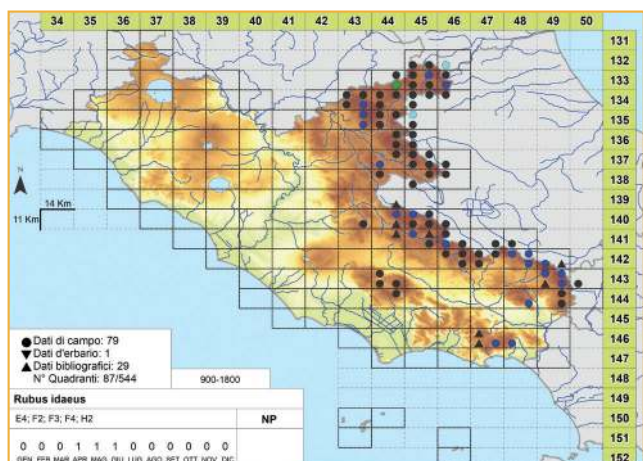 34 35 36 37 38 39 40 41 42 43 44 45 46 47 48 49 50
131
132
133
134
135
136
137
138
139
140
141
142
143
144
145
146
147
148
149
150
151
152
N
14 Km
11 Km
Dati di campo: 79
Dati d'erbario: 1
Dati bibliografici: 29
N° Quadranti: 87/544
900-1800
Rubus idaeus
E4; F2; F3; F4; H2 NP
0 0 0 1 1 1 0 0 0 0 0 0
GEN FEB MAR APR MAG GIU LUG AGO SET OTT NOV DIC